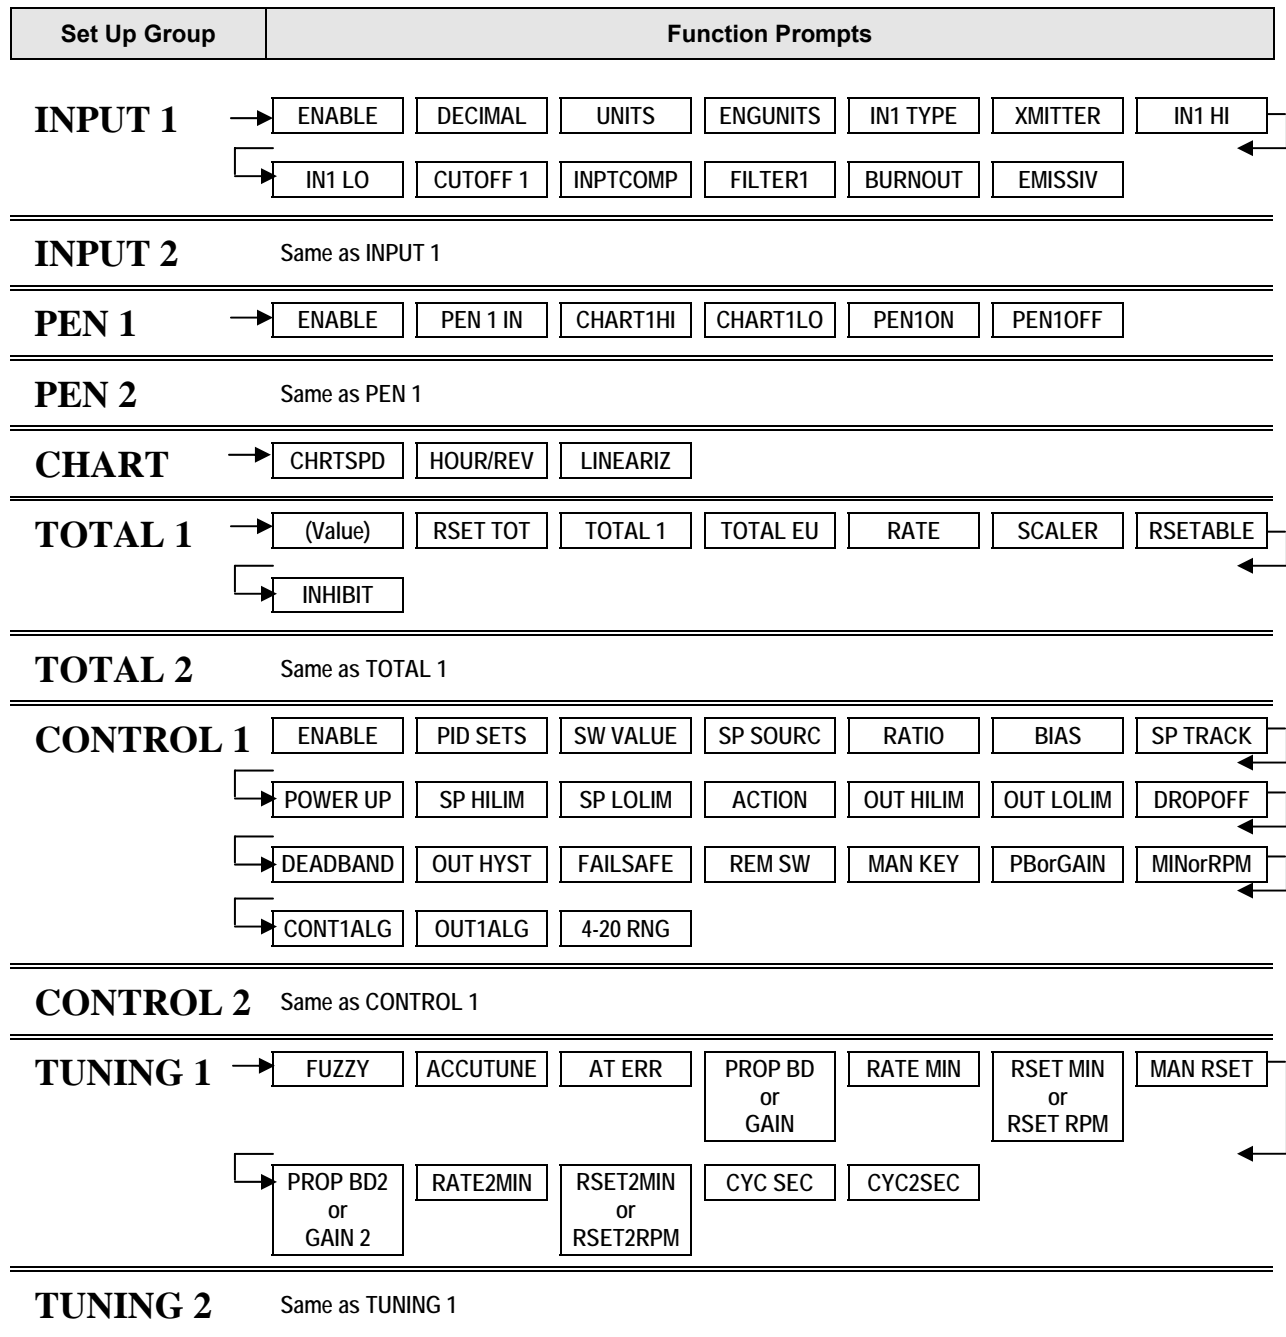 Set Up Group Function Prompts
INPUT 1 ENABLE DECIMAL UNITS ENGUNITS IN1 TYPE XMITTER IN1 HI
IN1 LO CUTOFF 1 INPTCOMP FILTER1 BURNOUT EMISSIV
INPUT 2 Same as INPUT 1
PEN 1 ENABLE PEN 1 IN CHART1HI CHART1LO PEN1ON PEN1OFF
PEN 2 Same as PEN 1
CHART CHRTSPD HOUR/REV LINEARIZ
TOTAL 1 (Value) RSET TOT TOTAL 1 TOTAL EU RATE SCALER RSETABLE
INHIBIT
TOTAL 2 Same as TOTAL 1
CONTROL 1 ENABLE PID SETS SW VALUE SP SOURC RATIO BIAS SP TRACK
POWER UP SP HILIM SP LOLIM ACTION OUT HILIM OUT LOLIM DROPOFF
DEADBAND OUT HYST FAILSAFE REM SW MAN KEY PBorGAIN MINorRPM
CONT1ALG OUT1ALG 4-20 RNG
CONTROL 2 Same as CONTROL 1
TUNING 1 FUZZY ACCUTUNE AT ERR PROP BD RATE MIN RSET MIN MAN RSET
or or
GAIN RSET RPM
PROP BD2 RATE2MIN RSET2MIN CYC SEC CYC2SEC
or or
GAIN 2 RSET2RPM
TUNING 2 Same as TUNING 1